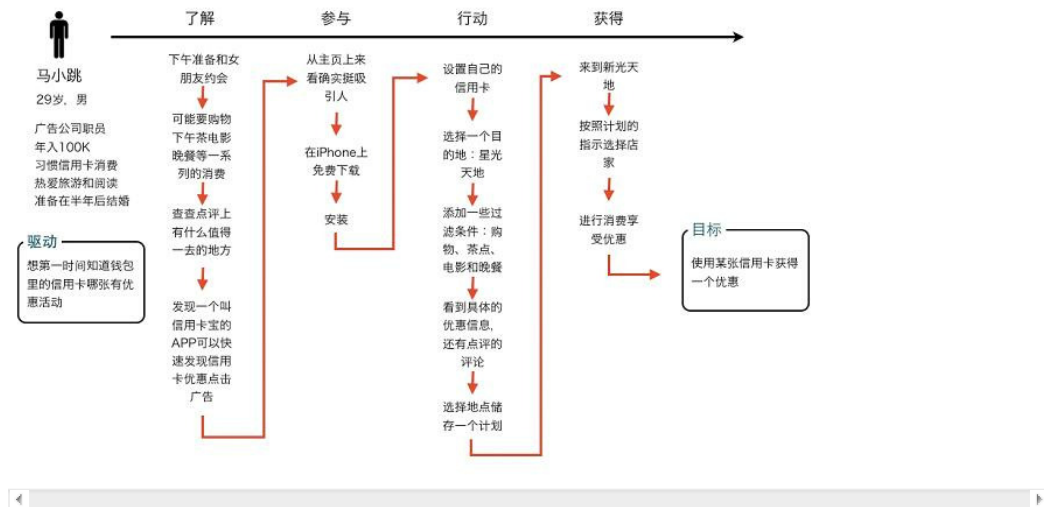 了解
参与
行动
获得
马小跳
29岁，男
广告公司职员
年入100K
习惯信用卡消费
热爱旅游和阅读
准备在半年后结婚
驱动
想第一时间知道钱包
里的信用卡哪张有优
惠活动
下午准备和女
朋友约会
可能要购物
下午茶电影
晚餐等一系
列的消费
查查点评上
有什么值得
一去的地方
发现一个叫
信用卡宝的
APP可以快
速发现信用
卡优惠点击
广告
从主页上来
看确实挺吸
引人
在iPhone上
免费下载
安装
设置自己的
信用卡
选择一个目
的地：星光
天地
添加一些过
滤条件：购
物、茶点、
电影和晚餐
看到具体的
优惠信息，
还有点评的
评论
选择地点储
存一个计划
来到新光天
地
按照计划的
指示选择店
家
进行消费享
受优惠
目标
使用某张信用卡获得
一个优惠